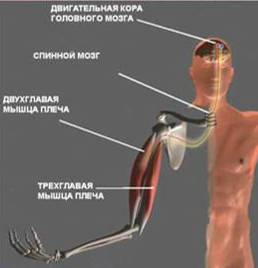 ДВИГАТЕЛЬНАЯ КОРА
ГОЛОВНОГО МОЗГА
СПИННОЙ МОЗГ
ДВУХГЛАВАЯ
МЫШЦА ПЛЕЧА
ТРЕХГЛАВАЯ
МЫШЦА ПЛЕЧА